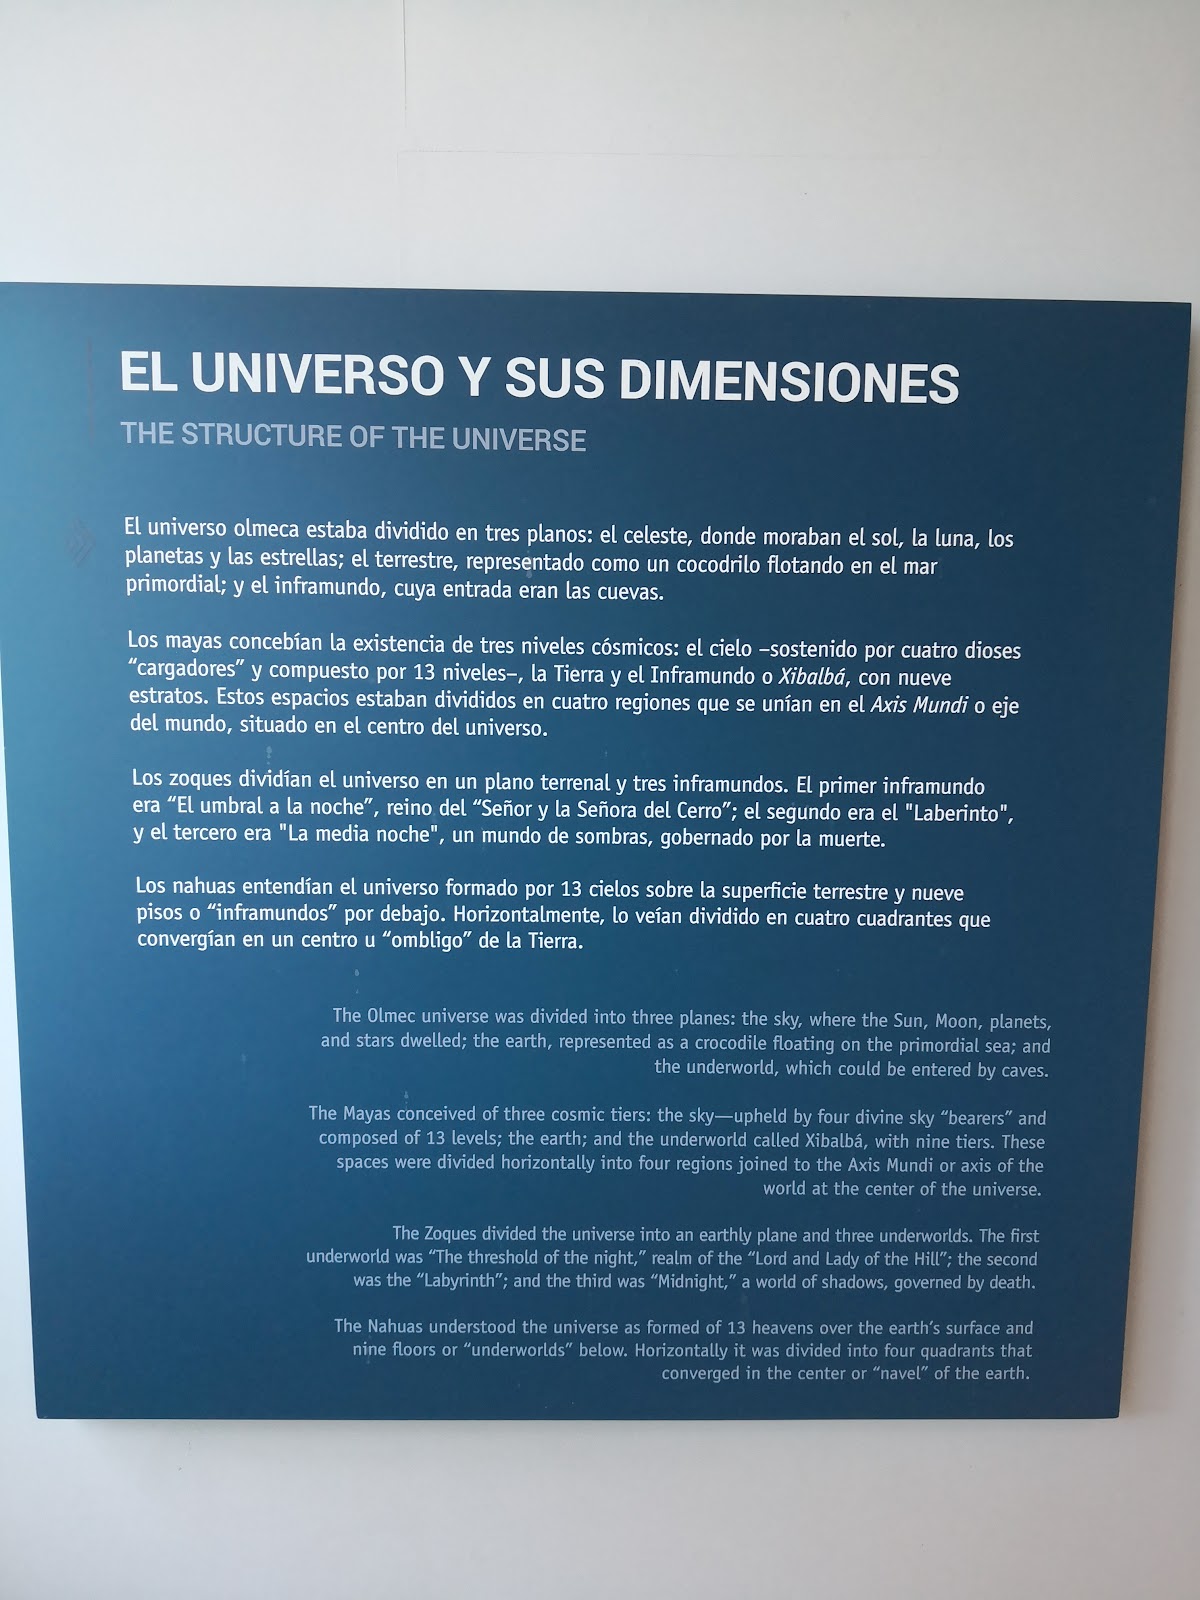 EL UNIVERSO Y SUS DIMENSIONES
THE STRUCTURE OF THE UNIVERSE
El universo olmeca estaba dividido en tres planos: el celeste, donde moraban el sol, la luna, los
planetas y las estrellas; el terrestre, representado como un cocodrilo flotando en el mar
primordial; y el inframundo, cuya entrada eran las cuevas.
Los mayas concebían la existencia de tres niveles cósmicos: el cielo –sostenido por cuatro dioses
“cargadores” y compuesto por 13 niveles–, la Tierra y el Inframundo o Xibalbá, con nueve
estratos. Estos espacios estaban divididos en cuatro regiones que se unían en el Axis Mundi o eje
del mundo, situado en el centro del universo.
Los zoques dividían el universo en un plano terrenal y tres inframundos. El primer inframundo
era “El umbral a la noche”, reino del “Señor y la Señora del Cerro”; el segundo era el "Laberinto",
y el tercero era "La media noche", un mundo de sombras, gobernado por la muerte.
Los nahuas entendían el universo formado por 13 cielos sobre la superficie terrestre y nueve
pisos o “inframundos” por debajo. Horizontalmente, lo veían dividido en cuatro cuadrantes que
convergían en un centro u “ombligo” de la Tierra.
The Olmec universe was divided into three planes: the sky, where the Sun, Moon, planets,
and stars dwelled; the earth, represented as a crocodile floating on the primordial sea; and
the underworld, which could be entered by caves.
The Mayas conceived of three cosmic tiers: the sky—upheld by four divine sky “bearers” and
composed of 13 levels; the earth; and the underworld called Xibalbá, with nine tiers. These
spaces were divided horizontally into four regions joined to the Axis Mundi or axis of the
world at the center of the universe.
The Zoques divided the universe into an earthly plane and three underworlds. The first
underworld was “The threshold of the night,” realm of the “Lord and Lady of the Hill”; the second
was the “Labyrinth”; and the third was “Midnight,” a world of shadows, governed by death.
The Nahuas understood the universe as formed of 13 heavens over the earth’s surface and
nine floors or “underworlds” below. Horizontally it was divided into four quadrants that
converged in the center or “navel” of the earth.